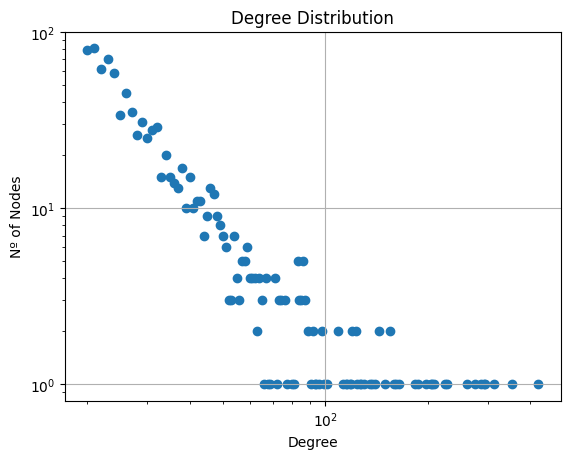 Degree Distribution
10²
10¹
10⁰
Nº of Nodes
10²
Degree